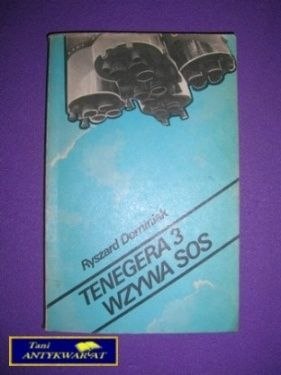 Ryszard Dominiak
TENEGERA 3
WZYWA SOS
Tani
ANTYKWARIAT